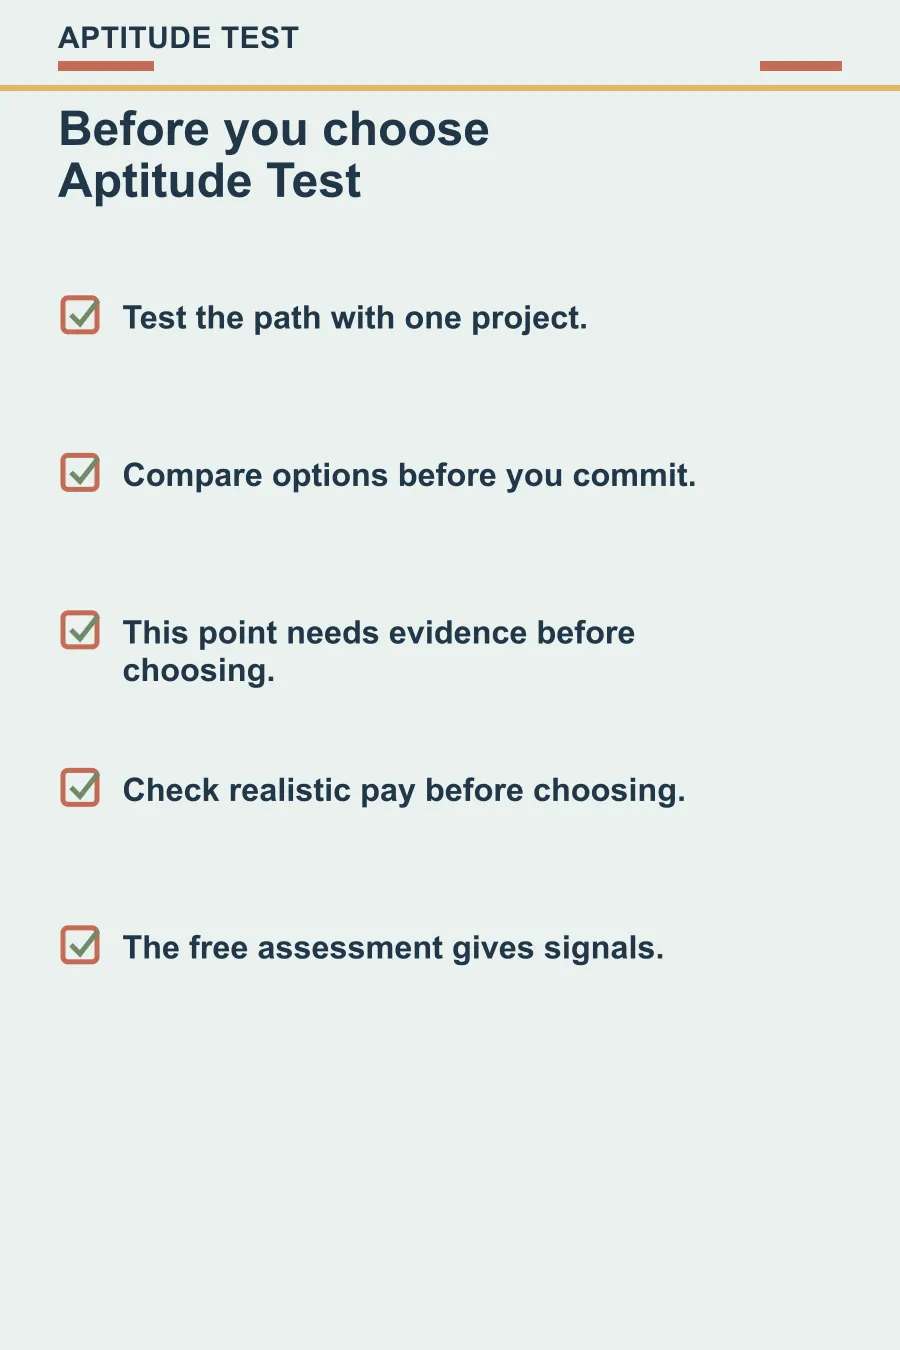 APTITUDE TEST
Before you choose
Aptitude Test
Test the path with one project.
Compare options before you commit.
This point needs evidence before
choosing.
Check realistic pay before choosing.
The free assessment gives signals.